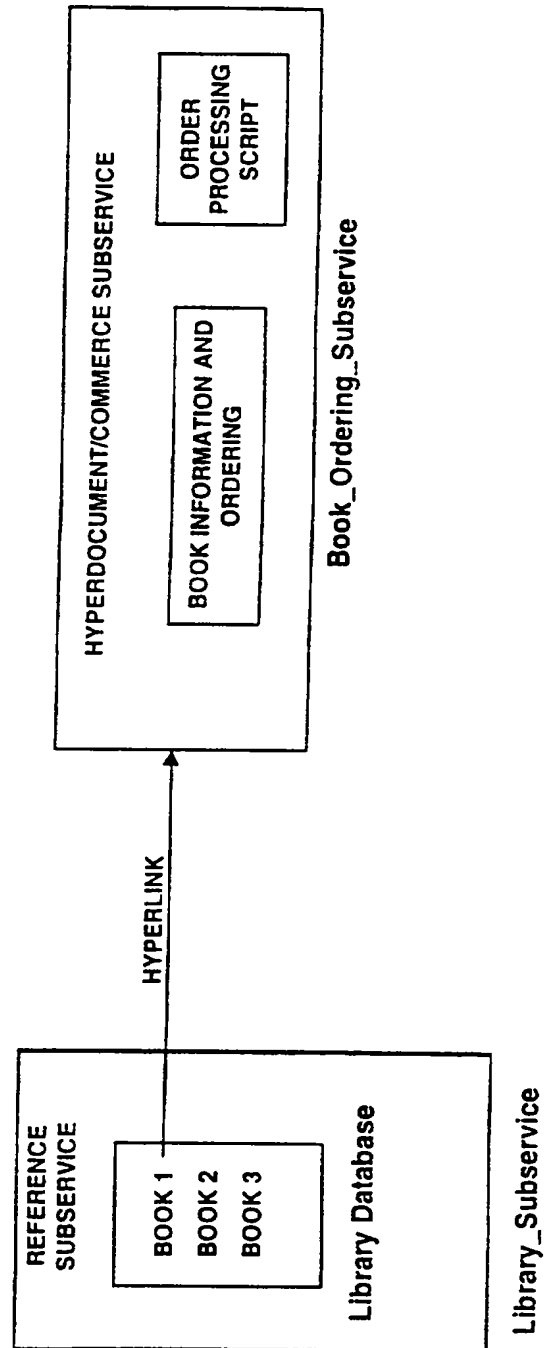 REFERENCE
SUBSERVICE
BOOK 1
BOOK 2
BOOK 3
Library Database
Library_Subservice
HYPERLINK
HYPERDOCUMENT/COMMERCE SUBSERVICE
BOOK INFORMATION AND
ORDERING
ORDER
PROCESSING
SCRIPT
Book_Ordering_Subservice